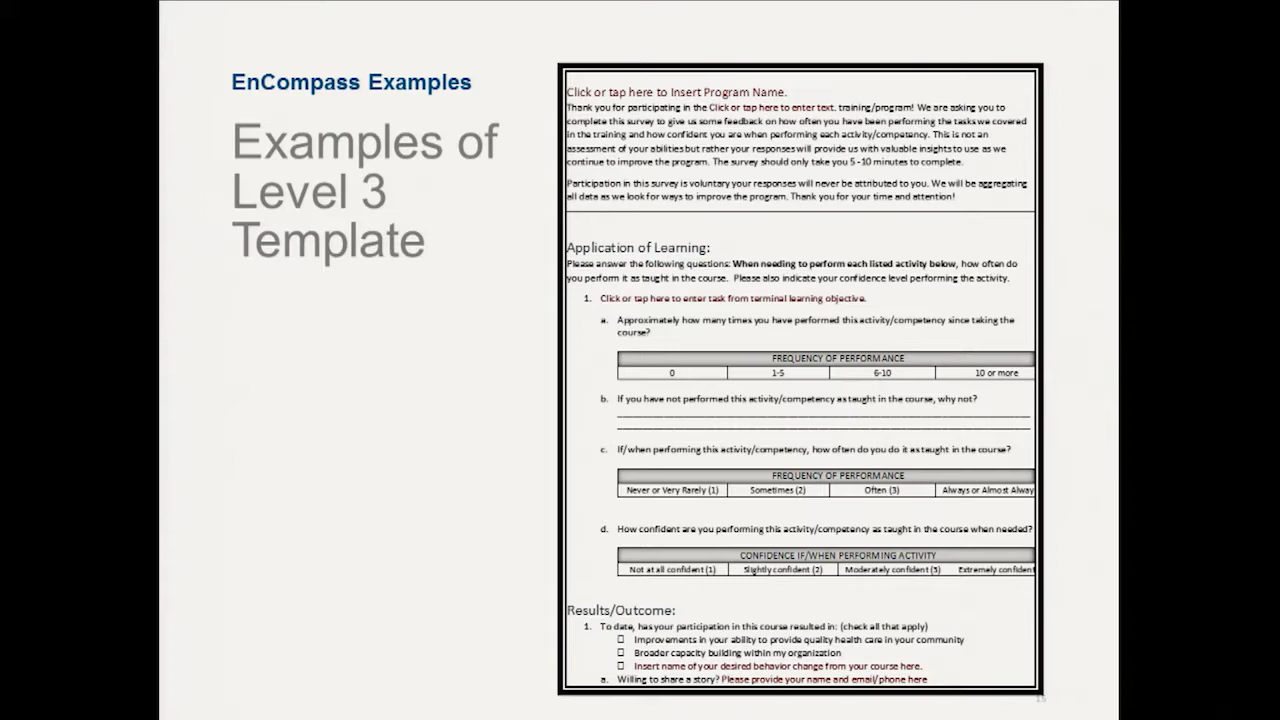 EnCompass Examples
Examples of
Level 3
Template
Click or tap here to Insert Program Name.
Thank you for participating in the Click or tap here to enter text. training/program! We are asking you to
complete this survey to give us some feedback on how often you have been performing the tasks we covered
in the training and how confident you are when performing each activity/competency. This is not an
assessment of your abilities but rather your responses will provide us with valuable insights to use as we
continue to improve the program. The survey should only take you 5-10 minutes to complete.
Participation in this survey is voluntary your responses will never be attributed to you. We will be aggregating
all data as we look for ways to improve the program. Thank you for your time and attention!
Application of Learning:
Please answer the following questions: When needing to perform each listed activity below, how often do
you perform it as taught in the course. Please also indicate your confidence level performing the activity.
1. Click or tap here to enter task from terminal learning objective.
a. Approximately how many times you have performed this activity/competency since taking the
course?
FREQUENCY OF PERFORMANCE
0 1-5 6-10 10 or more
b. If you have not performed this activity/competency as taught in the course, why not?
c. If/when performing this activity/competency, how often do you do it as taught in the course?
FREQUENCY OF PERFORMANCE
Never or Very Rarely (1) Sometimes (2) Often (3) Always or Almost Alway
d. How confident are you performing this activity/competency as taught in the course when needed?
CONFIDENCE IF/WHEN PERFORMING ACTIVITY
Not at all confident (1) Slightly confident (2) Moderately confident (3) Extremely confident
Results/Outcome:
1. To date, has your participation in this course resulted in: (check all that apply)
☐ Improvements in your ability to provide quality health care in your community
☐ Broader capacity building within my organization
☐ Insert name of your desired behavior change from your course here.
a. Willing to share a story? Please provide your name and email/phone here